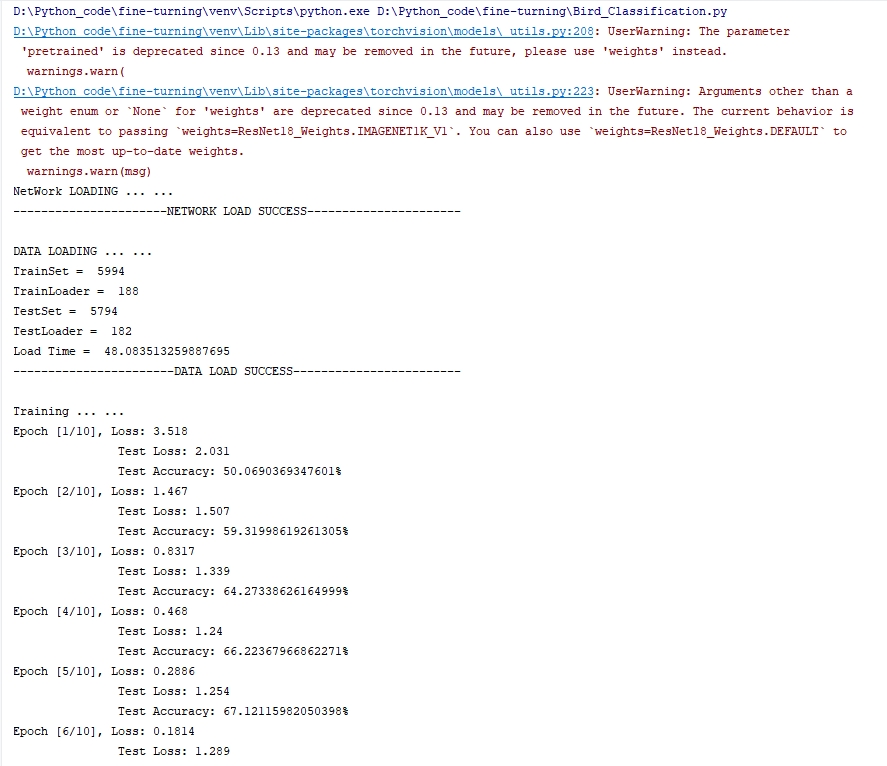 D:\Python_code\fine-turning\venv\Scripts\python.exe D:\Python_code\fine-turning\Bird_Classification.py
D:\Python_code\fine-turning\venv\Lib\site-packages\torchvision\models\_utils.py:208: UserWarning: The parameter
'pretrained' is deprecated since 0.13 and may be removed in the future, please use 'weights' instead.
warnings.warn(
D:\Python_code\fine-turning\venv\Lib\site-packages\torchvision\models\_utils.py:223: UserWarning: Arguments other than a
weight enum or `None` for 'weights' are deprecated since 0.13 and may be removed in the future. The current behavior is
equivalent to passing `weights=ResNet18_Weights.IMAGENET1K_V1`. You can also use `weights=ResNet18_Weights.DEFAULT` to
get the most up-to-date weights.
warnings.warn(msg)
NetWork LOADING ... ...
----------------------NETWORK LOAD SUCCESS----------------------
DATA LOADING ... ...
TrainSet =  5994
TrainLoader =  188
TestSet =  5794
TestLoader =  182
Load Time =  48.083513259887695
-----------------------DATA LOAD SUCCESS------------------------
Training ... ...
Epoch [1/10], Loss: 3.518
Test Loss: 2.031
Test Accuracy: 50.0690369347601%
Epoch [2/10], Loss: 1.467
Test Loss: 1.507
Test Accuracy: 59.31998619261305%
Epoch [3/10], Loss: 0.8317
Test Loss: 1.339
Test Accuracy: 64.27338626164999%
Epoch [4/10], Loss: 0.468
Test Loss: 1.24
Test Accuracy: 66.22367966862271%
Epoch [5/10], Loss: 0.2886
Test Loss: 1.254
Test Accuracy: 67.12115982050398%
Epoch [6/10], Loss: 0.1814
Test Loss: 1.289